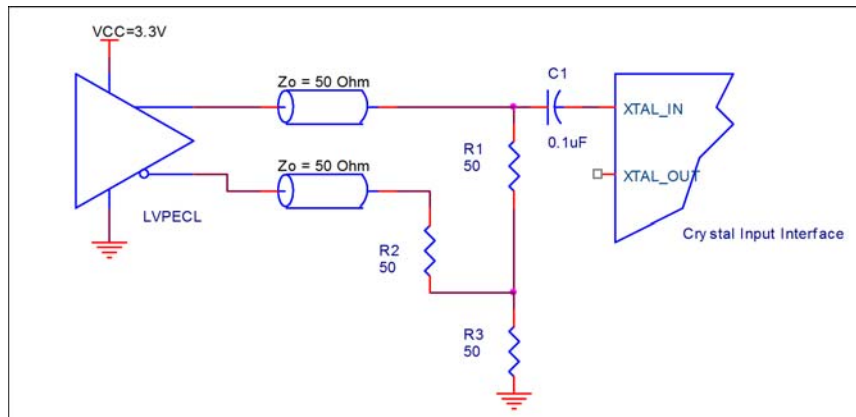 VCC=3.3V
Zo = 50 Ohm
C1
0.1uF
XTAL_IN
R1
50
Zo = 50 Ohm
XTAL_OUT
LVPECL
R2
50
Crystal Input Interface
R3
50